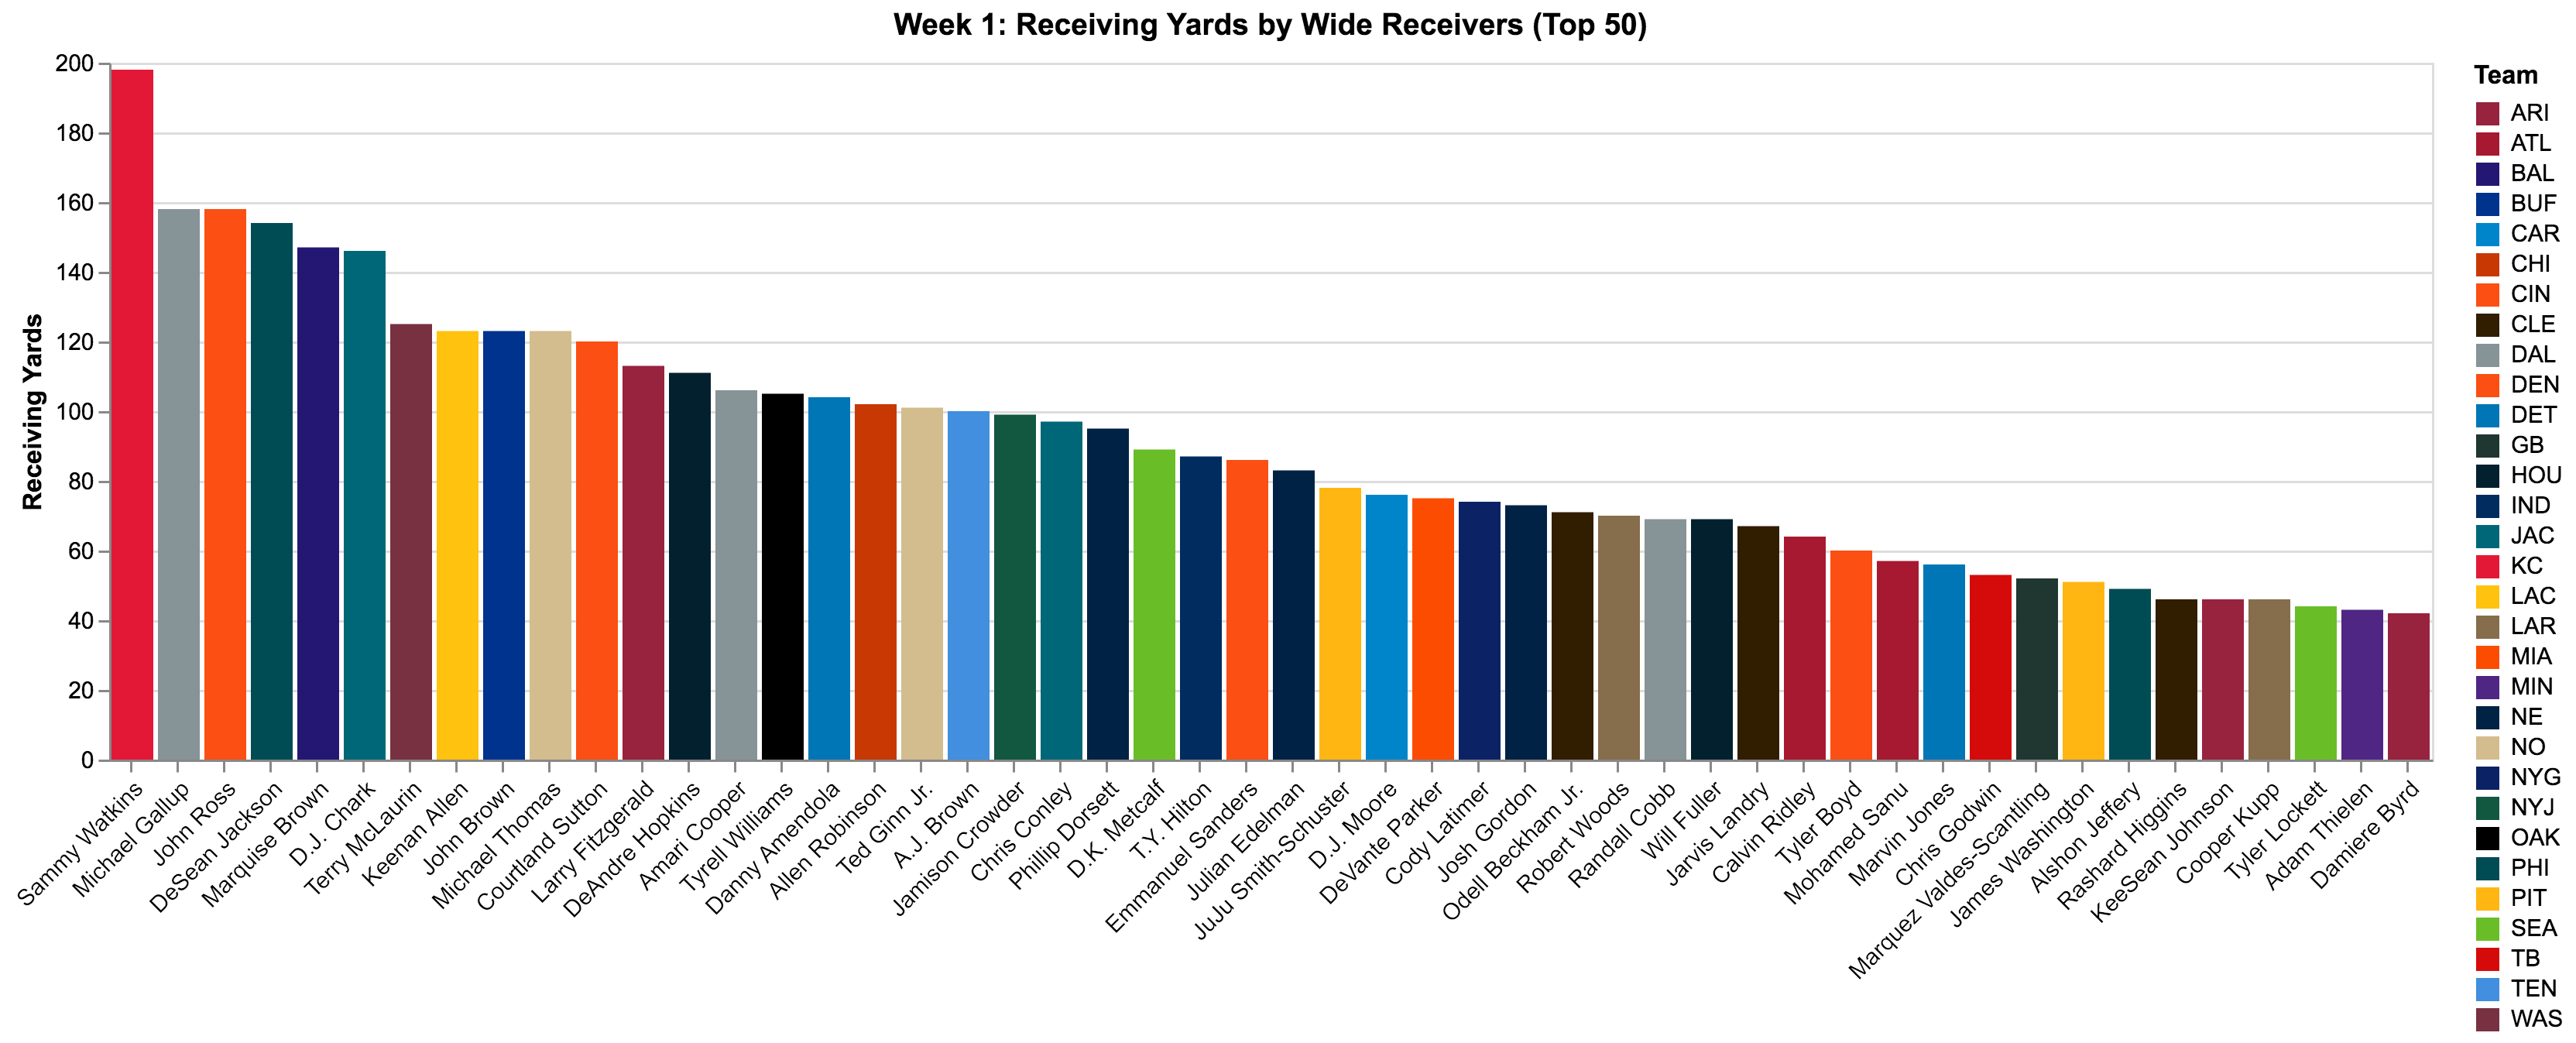 Week 1: Receiving Yards by Wide Receivers (Top 50)
Receiving Yards
200
180
160
140
120
100
80
60
40
20
0
Sammy Watkins
Michael Gallup
John Ross
DeSean Jackson
Marquise Brown
D.J. Chark
Terry McLaurin
Keenan Allen
John Brown
Michael Thomas
Courtland Sutton
Larry Fitzgerald
DeAndre Hopkins
Amari Cooper
Tyrell Williams
Danny Amendola
Allen Robinson
Ted Ginn Jr.
A.J. Brown
Jamison Crowder
Chris Conley
Phillip Dorsett
D.K. Metcalf
T.Y. Hilton
Emmanuel Sanders
Julian Edelman
JuJu Smith-Schuster
D.J. Moore
DeVante Parker
Cody Latimer
Josh Gordon
Odell Beckham Jr.
Robert Woods
Randall Cobb
Will Fuller
Jarvis Landry
Calvin Ridley
Tyler Boyd
Mohamed Sanu
Marvin Jones
Chris Godwin
Marquez Valdes-Scantling
James Washington
Alshon Jeffery
Rashard Higgins
KeeSean Johnson
Cooper Kupp
Tyler Lockett
Adam Thielen
Damiere Byrd
Team
ARI
ATL
BAL
BUF
CAR
CHI
CIN
CLE
DAL
DEN
DET
GB
HOU
IND
JAC
KC
LAC
LAR
MIA
MIN
NE
NO
NYG
NYJ
OAK
PHI
PIT
SEA
TB
TEN
WAS